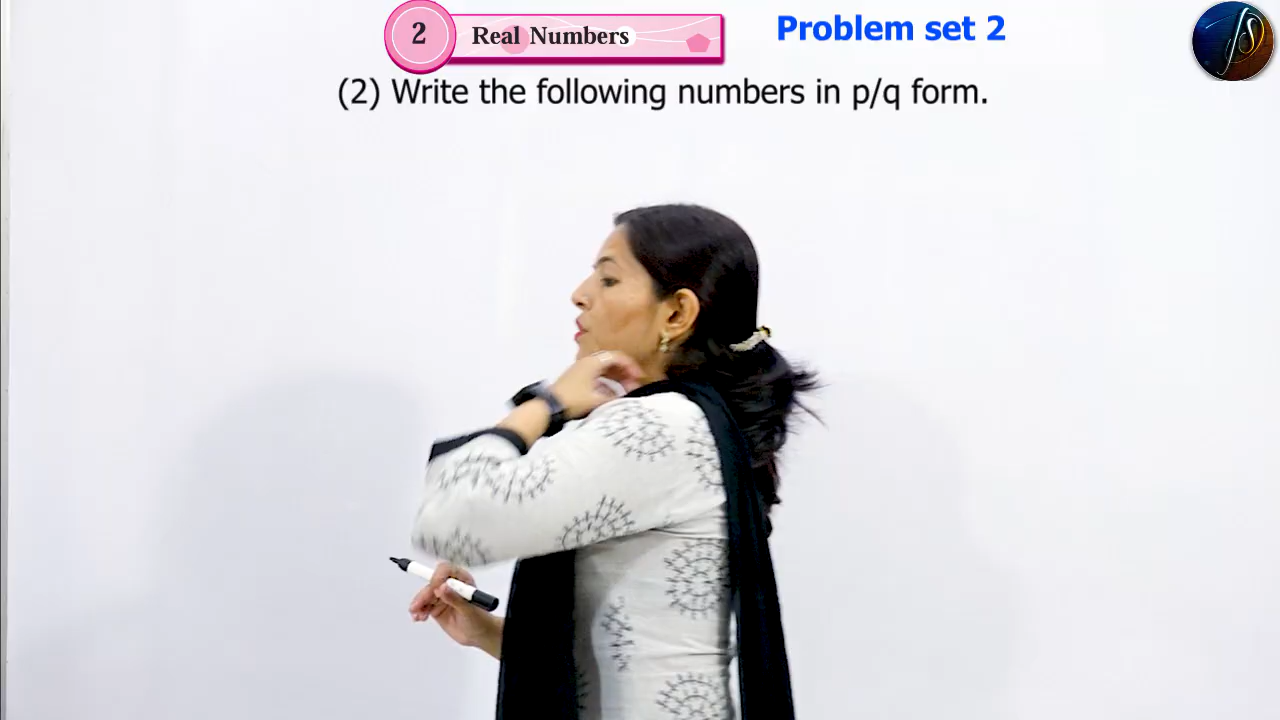 2 Real Numbers Problem set 2
(2) Write the following numbers in p/q form.